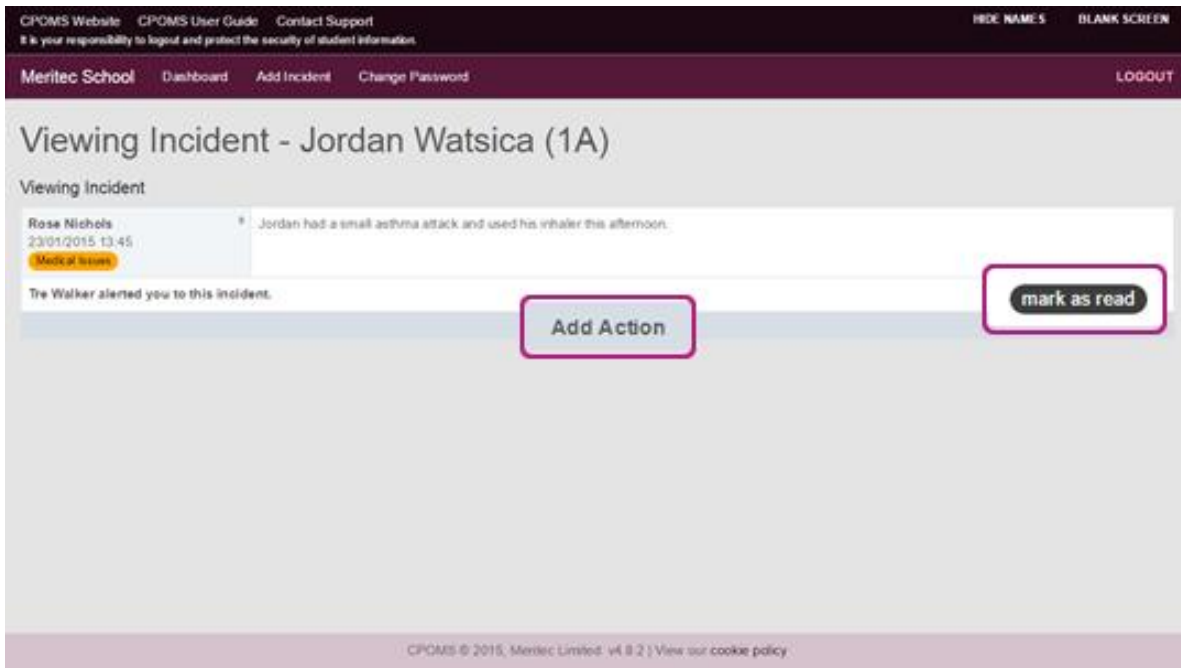 CPOMS Website CPOMS User Guide Contact Support HIDE NAMES BLANK SCREEN
It is your responsibility to logout and protect the security of student information.
Meritec School Dashboard Add Incident Change Password LOGOUT
Viewing Incident - Jordan Watsica (1A)
Viewing Incident
Rose Nichols Jordan had a small asthma attack and used his inhaler this afternoon.
23/01/2015 13:45
Medical Issues
Tre Walker alerted you to this incident. mark as read
Add Action
CPOMS © 2015, Meritec Limited. v4.8.2 | View our cookie policy